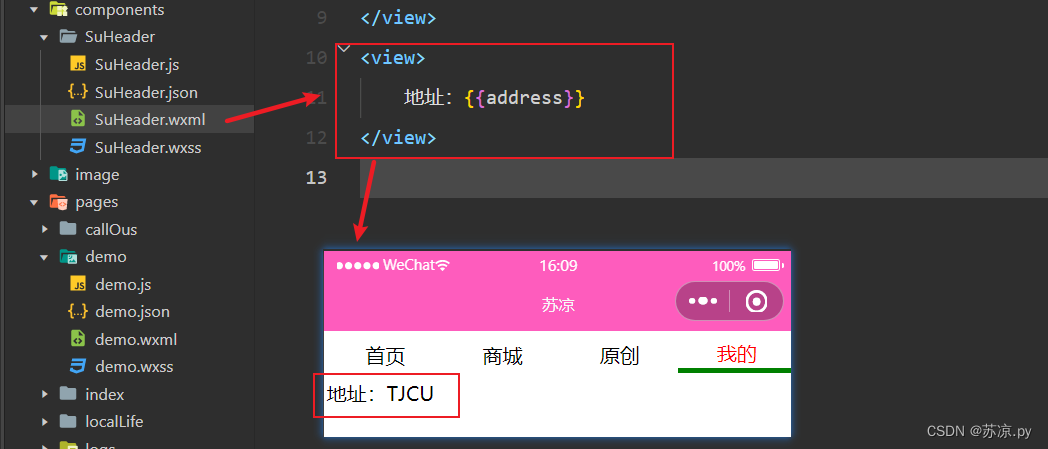 components
SuHeader
SuHeader.js
SuHeader.json
SuHeader.wxml
SuHeader.wxss
image
pages
callOus
demo
demo.js
demo.json
demo.wxml
demo.wxss
index
localLife
logs
9 </view>
10 <view>
11 地址：{{address}}
12 </view>
13
WeChat 16:09 100%
苏凉
首页 商城 原创 我的
地址：TJCU
CSDN @苏凉.py